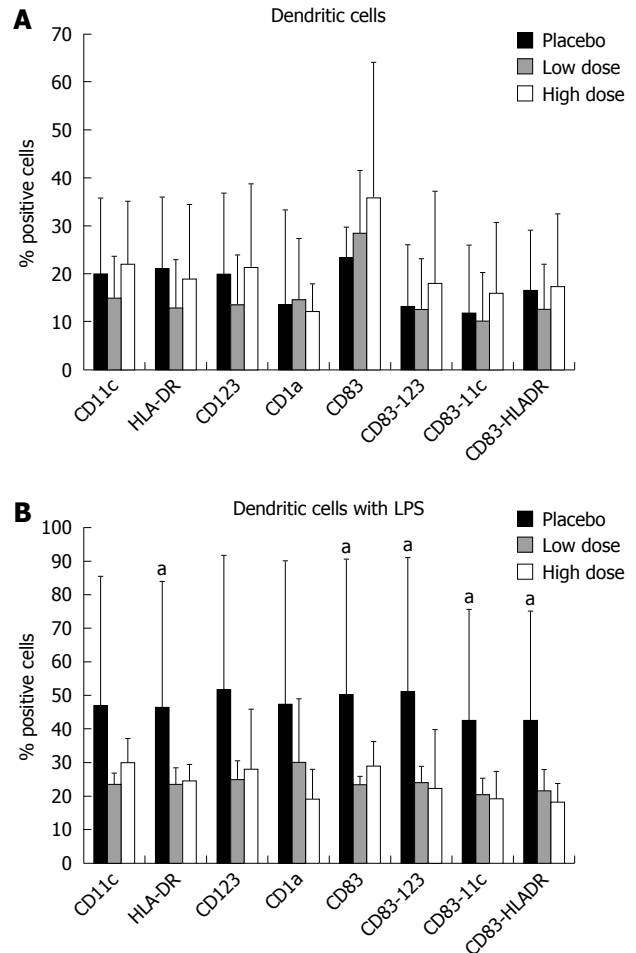 A
Dendritic cells
Placebo
Low dose
High dose
% positive cells
70
60
50
40
30
20
10
0
CD11c
HLA-DR
CD123
CD1a
CD83
CD83-123
CD83-11c
CD83-HLADR
B
Dendritic cells with LPS
Placebo
Low dose
High dose
% positive cells
100
90
80
70
60
50
40
30
20
10
0
a
a
a
a
a
CD11c
HLA-DR
CD123
CD1a
CD83
CD83-123
CD83-11c
CD83-HLADR